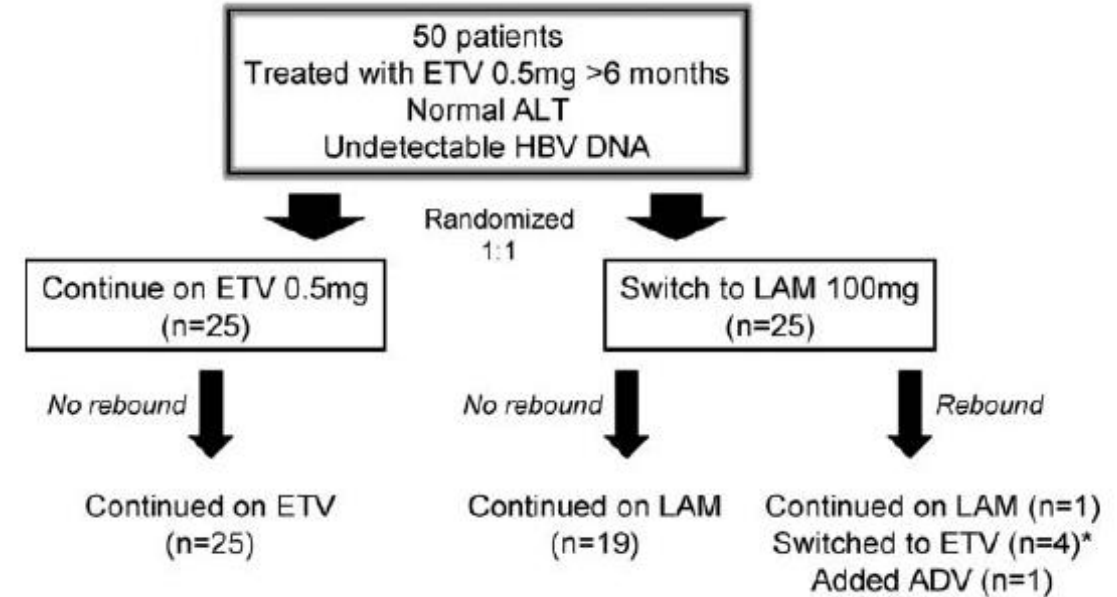 50 patients
Treated with ETV 0.5mg >6 months
Normal ALT
Undetectable HBV DNA
Randomized
1:1
Continue on ETV 0.5mg
(n=25)
Switch to LAM 100mg
(n=25)
No rebound
No rebound
Rebound
Continued on ETV
(n=25)
Continued on LAM
(n=19)
Continued on LAM (n=1)
Switched to ETV (n=4)*
Added ADV (n=1)